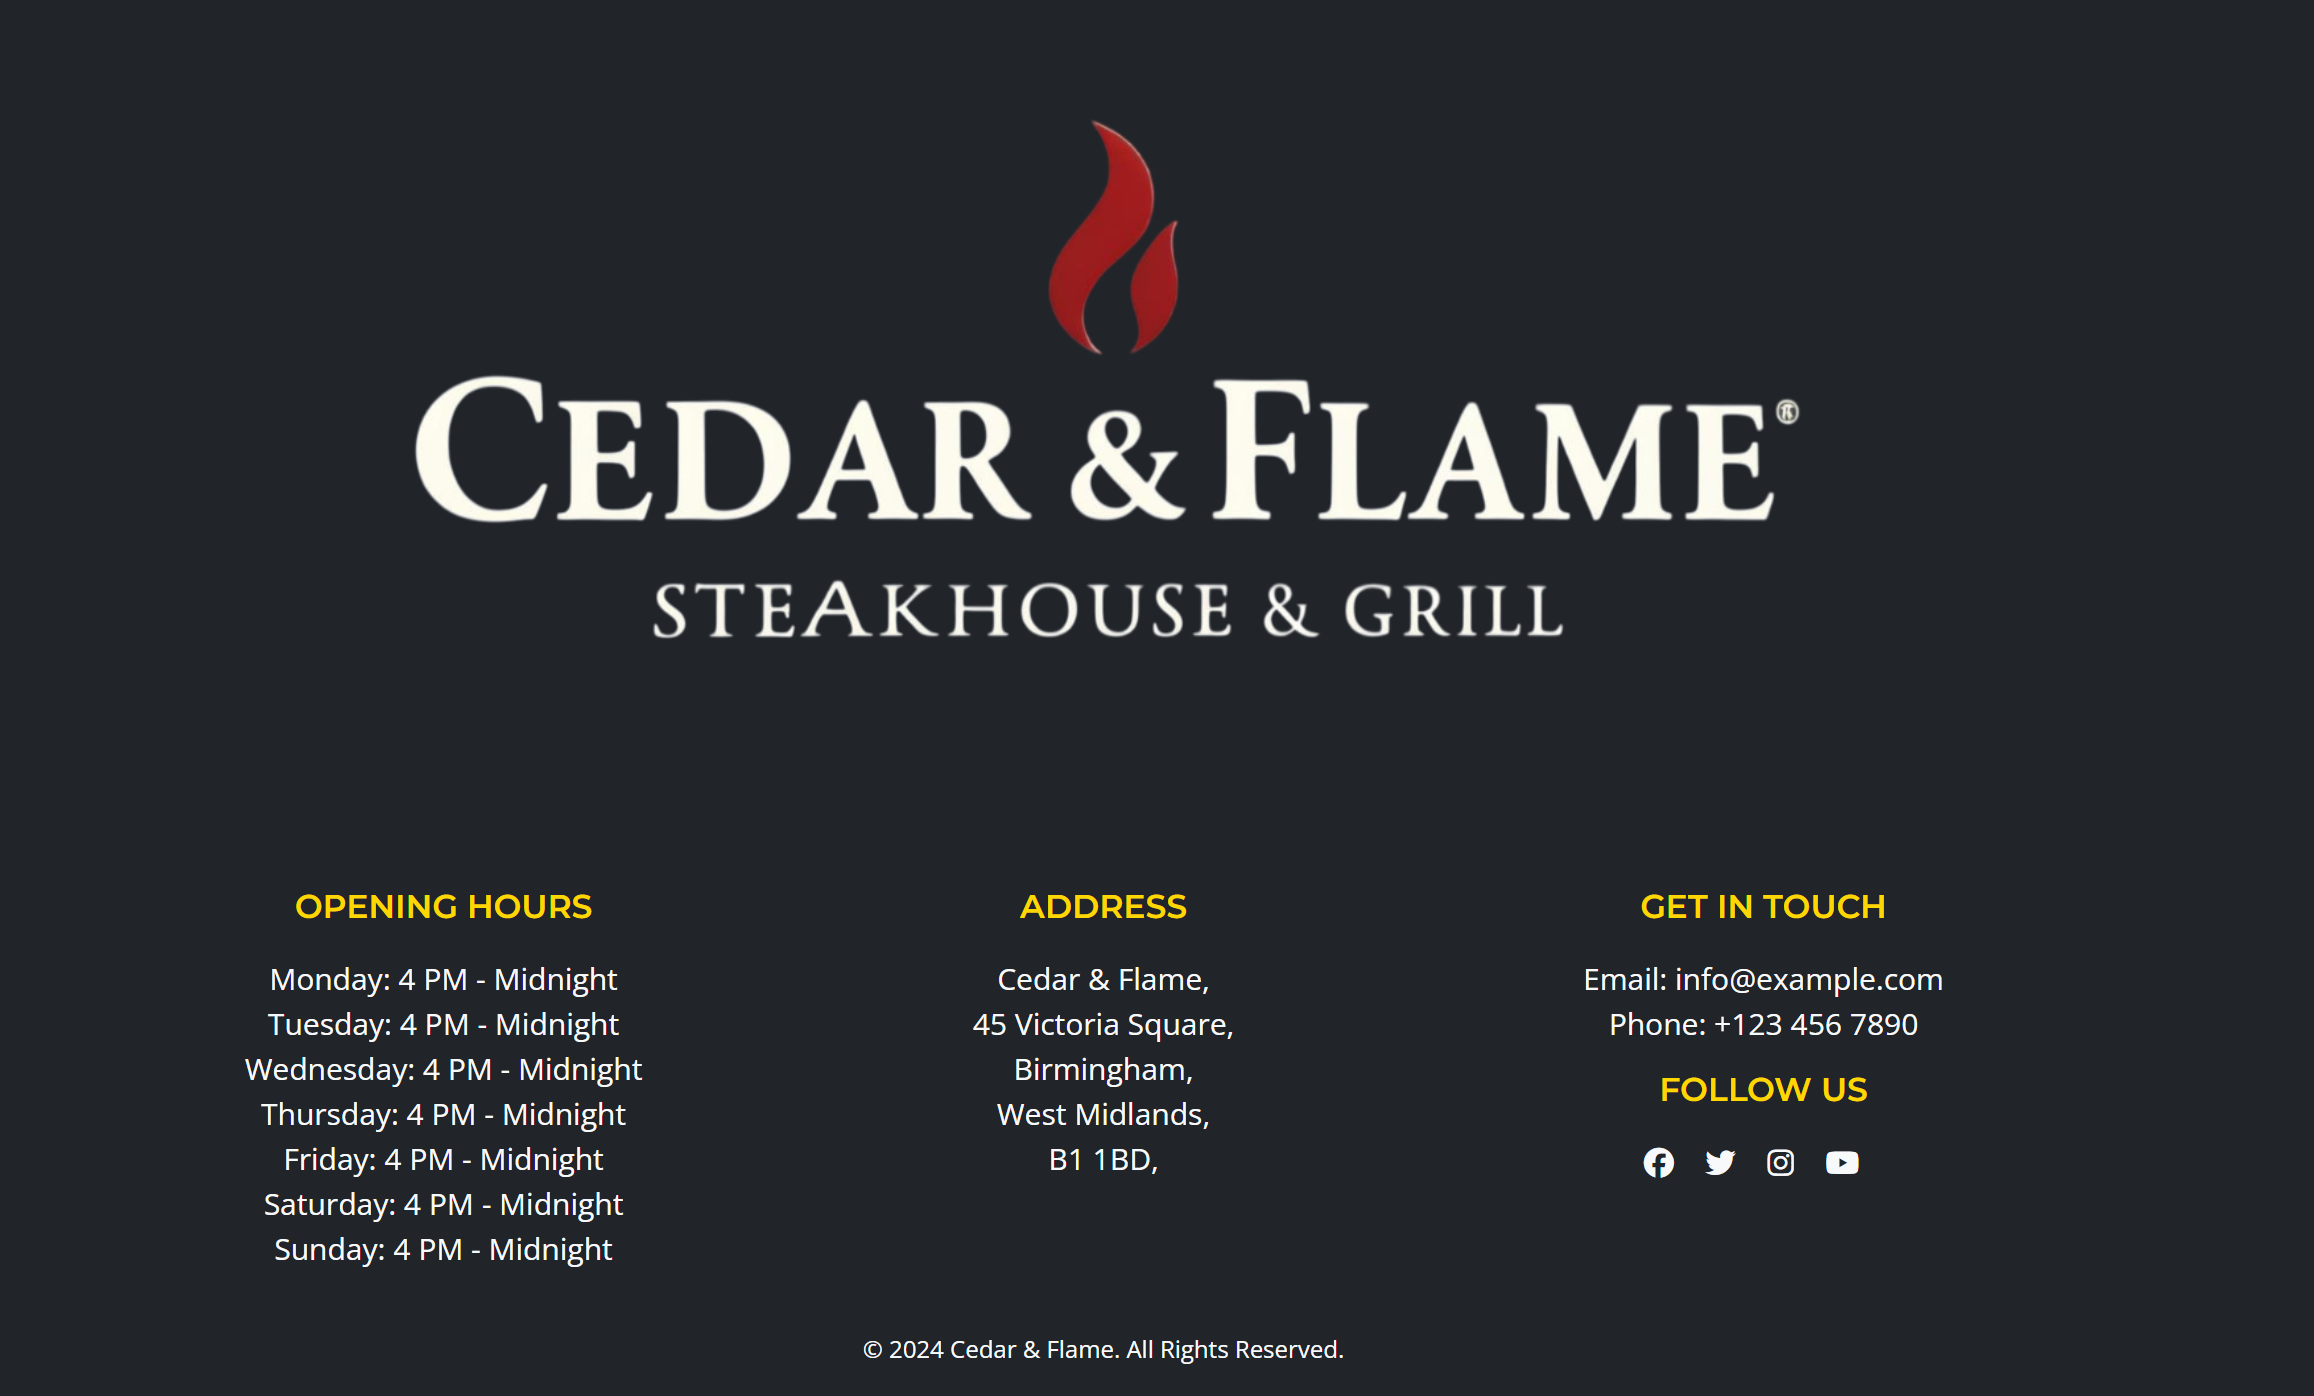 CEDAR & FLAME®
STEAKHOUSE & GRILL
OPENING HOURS
Monday: 4 PM - Midnight
Tuesday: 4 PM - Midnight
Wednesday: 4 PM - Midnight
Thursday: 4 PM - Midnight
Friday: 4 PM - Midnight
Saturday: 4 PM - Midnight
Sunday: 4 PM - Midnight
ADDRESS
Cedar & Flame,
45 Victoria Square,
Birmingham,
West Midlands,
B1 1BD,
GET IN TOUCH
Email: info@example.com
Phone: +123 456 7890
FOLLOW US
© 2024 Cedar & Flame. All Rights Reserved.